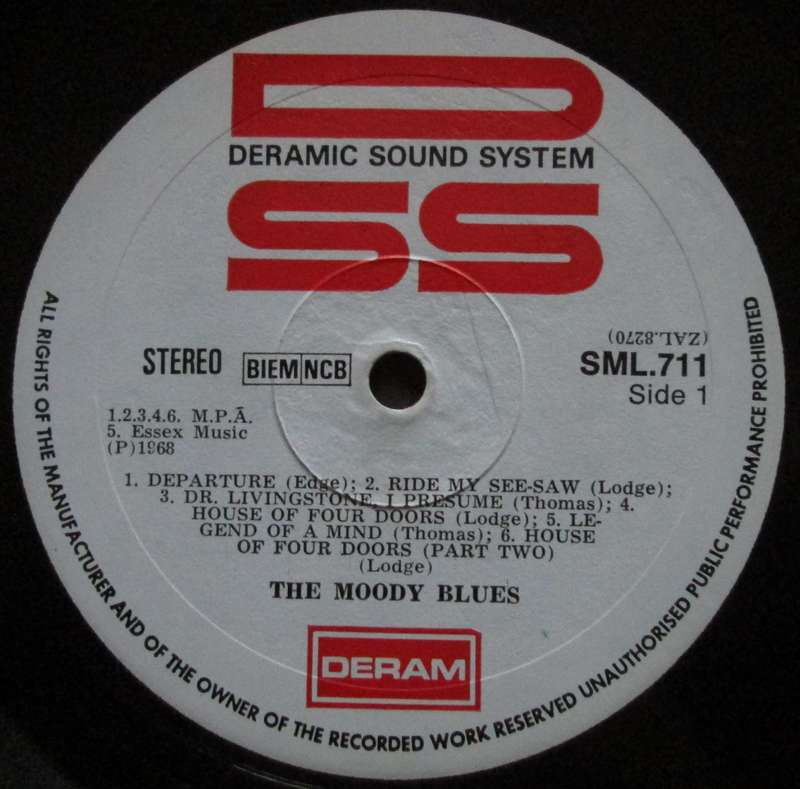 D
DERAMIC SOUND SYSTEM
SS
STEREO
BIEM NCB
(ZAL.8270)
SML.711
Side 1
1.2.3.4.6. M.P.A.
5. Essex Music
(P)1968
1. DEPARTURE (Edge); 2. RIDE MY SEE-SAW (Lodge);
3. DR. LIVINGSTONE, I PRESUME (Thomas); 4.
HOUSE OF FOUR DOORS (Lodge); 5. LE-
GEND OF A MIND (Thomas); 6. HOUSE
OF FOUR DOORS (PART TWO)
(Lodge)
THE MOODY BLUES
DERAM
ALL RIGHTS OF THE MANUFACTURER AND OF THE OWNER OF THE RECORDED WORK RESERVED UNAUTHORISED PUBLIC PERFORMANCE PROHIBITED